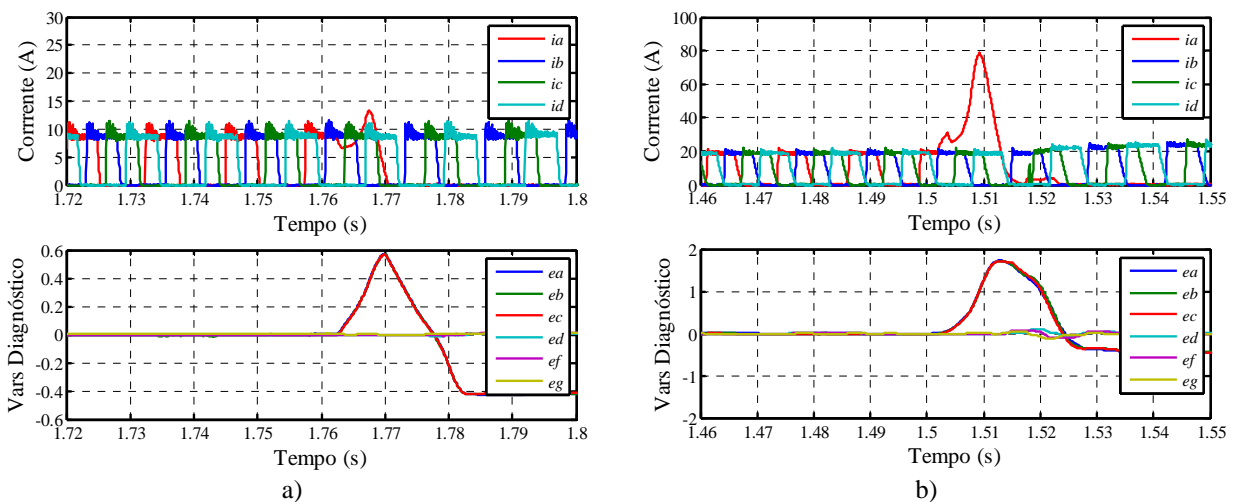 Corrente (A)
30
25
20
15
10
5
0
ia
ib
ic
id
1.72 1.73 1.74 1.75 1.76 1.77 1.78 1.79 1.8
Tempo (s)
Vars Diagnóstico
0.6
0.4
0.2
0
-0.2
-0.4
-0.6
ea
eb
ec
ed
ef
eg
1.72 1.73 1.74 1.75 1.76 1.77 1.78 1.79 1.8
Tempo (s)
a)
Corrente (A)
100
80
60
40
20
0
ia
ib
ic
id
1.46 1.47 1.48 1.49 1.5 1.51 1.52 1.53 1.54 1.55
Tempo (s)
Vars Diagnóstico
2
1
0
-1
-2
ea
eb
ec
ed
ef
eg
1.46 1.47 1.48 1.49 1.5 1.51 1.52 1.53 1.54 1.55
Tempo (s)
b)